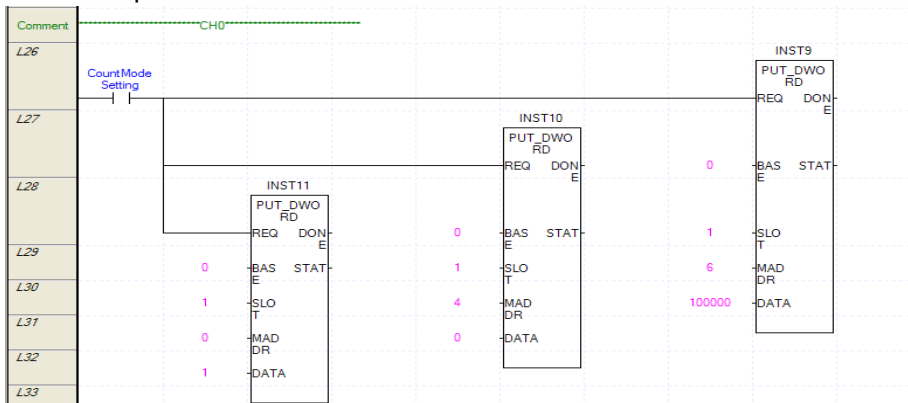 Comment
CH0
L26
INST9
CountMode
Setting
PUT_DWO
RD
REQ DON
E
L27
INST10
PUT_DWO
RD
REQ DON
E
0
BAS STAT
E
L28
INST11
PUT_DWO
RD
REQ DON
E
0
BAS STAT
E
1
SLO
T
L29
0
BAS STAT
E
1
SLO
T
6
MAD
DR
L30
1
SLO
T
4
MAD
DR
100000
DATA
L31
0
MAD
DR
0
DATA
L32
1
DATA
L33